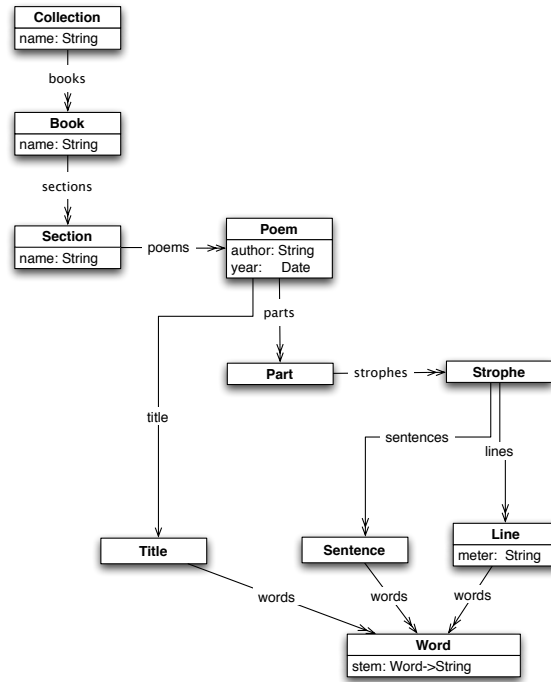 Collection
name: String
books
Book
name: String
sections
Section
name: String
poems
Poem
author: String
year: Date
parts
Part
strophes
Strophe
title
sentences
lines
Title
Sentence
Line
meter: String
words
words
words
Word
stem: Word->String